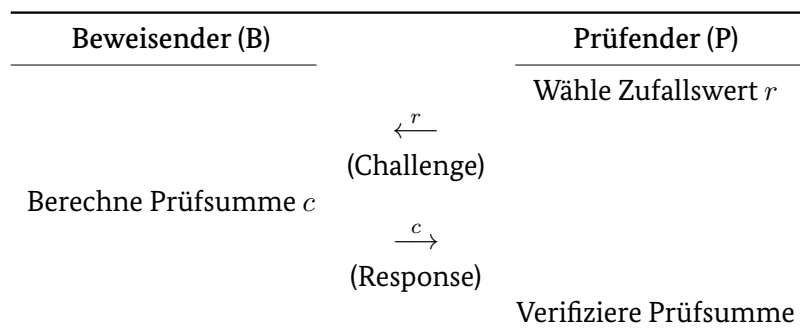 Beweisender (B) Prüfender (P)
Wähle Zufallswert r
r
←
(Challenge)
Berechne Prüfsumme c
c
→
(Response)
Verifiziere Prüfsumme